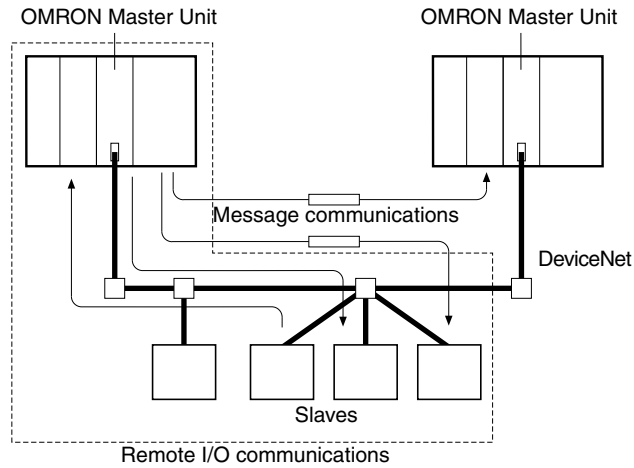 OMRON Master Unit
OMRON Master Unit
Message communications
DeviceNet
Slaves
Remote I/O communications